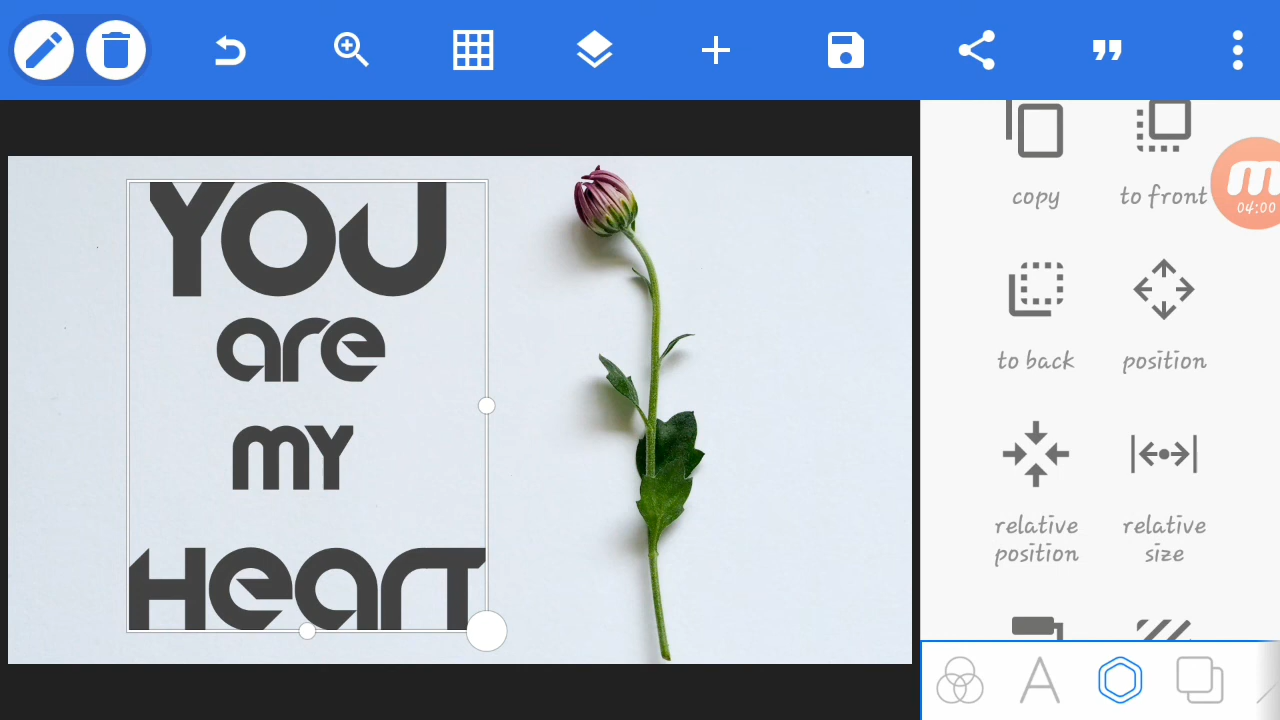 YOU
are
my
Heart
copy
to front
04:00
to back
position
relative
position
relative
size